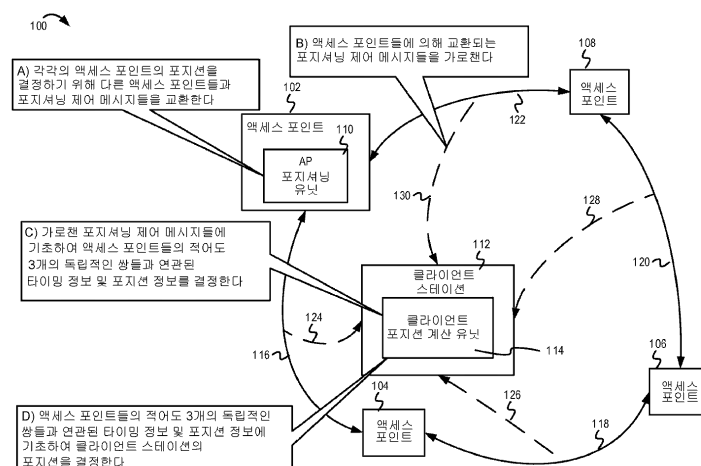 100
A) 각각의 액세스 포인트의 포지션을
결정하기 위해 다른 액세스 포인트들과
포지셔닝 제어 메시지들을 교환한다
B) 액세스 포인트들에 의해 교환되는
포지셔닝 제어 메시지들을 가로챈다
108
액세스
포인트
102
액세스 포인트
110
AP
포지셔닝
유닛
122
130
128
C) 가로챈 포지셔닝 제어 메시지들에
기초하여 액세스 포인트들의 적어도
3개의 독립적인 쌍들과 연관된
타이밍 정보 및 포지션 정보를 결정한다
112
클라이언트
스테이션
클라이언트
포지션 계산 유닛
114
120
124
116
106
액세스
포인트
126
118
104
액세스
포인트
D) 액세스 포인트들의 적어도 3개의 독립적인
쌍들과 연관된 타이밍 정보 및 포지션 정보에
기초하여 클라이언트 스테이션의
포지션을 결정한다